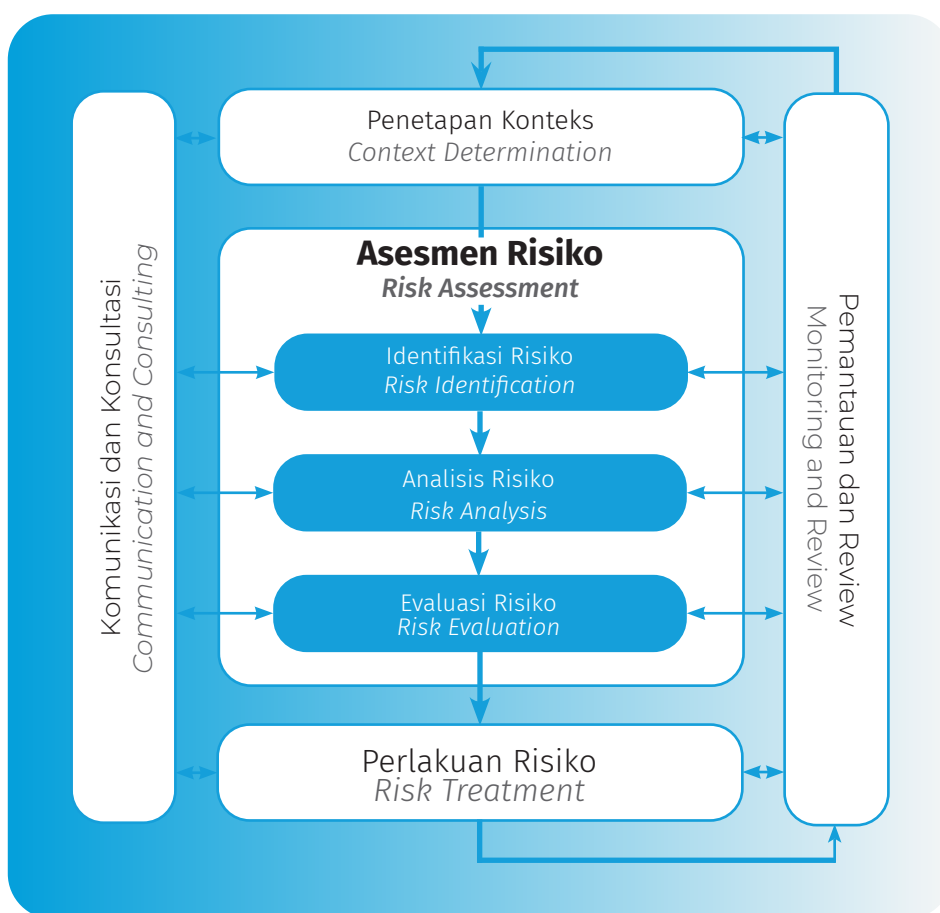 Penetapan Konteks
Context Determination
Komunikasi dan Konsultasi
Communication and Consulting
Asesmen Risiko
Risk Assessment
Identifikasi Risiko
Risk Identification
Analisis Risiko
Risk Analysis
Evaluasi Risiko
Risk Evaluation
Perlakuan Risiko
Risk Treatment
Pemantauan dan Review
Monitoring and Review